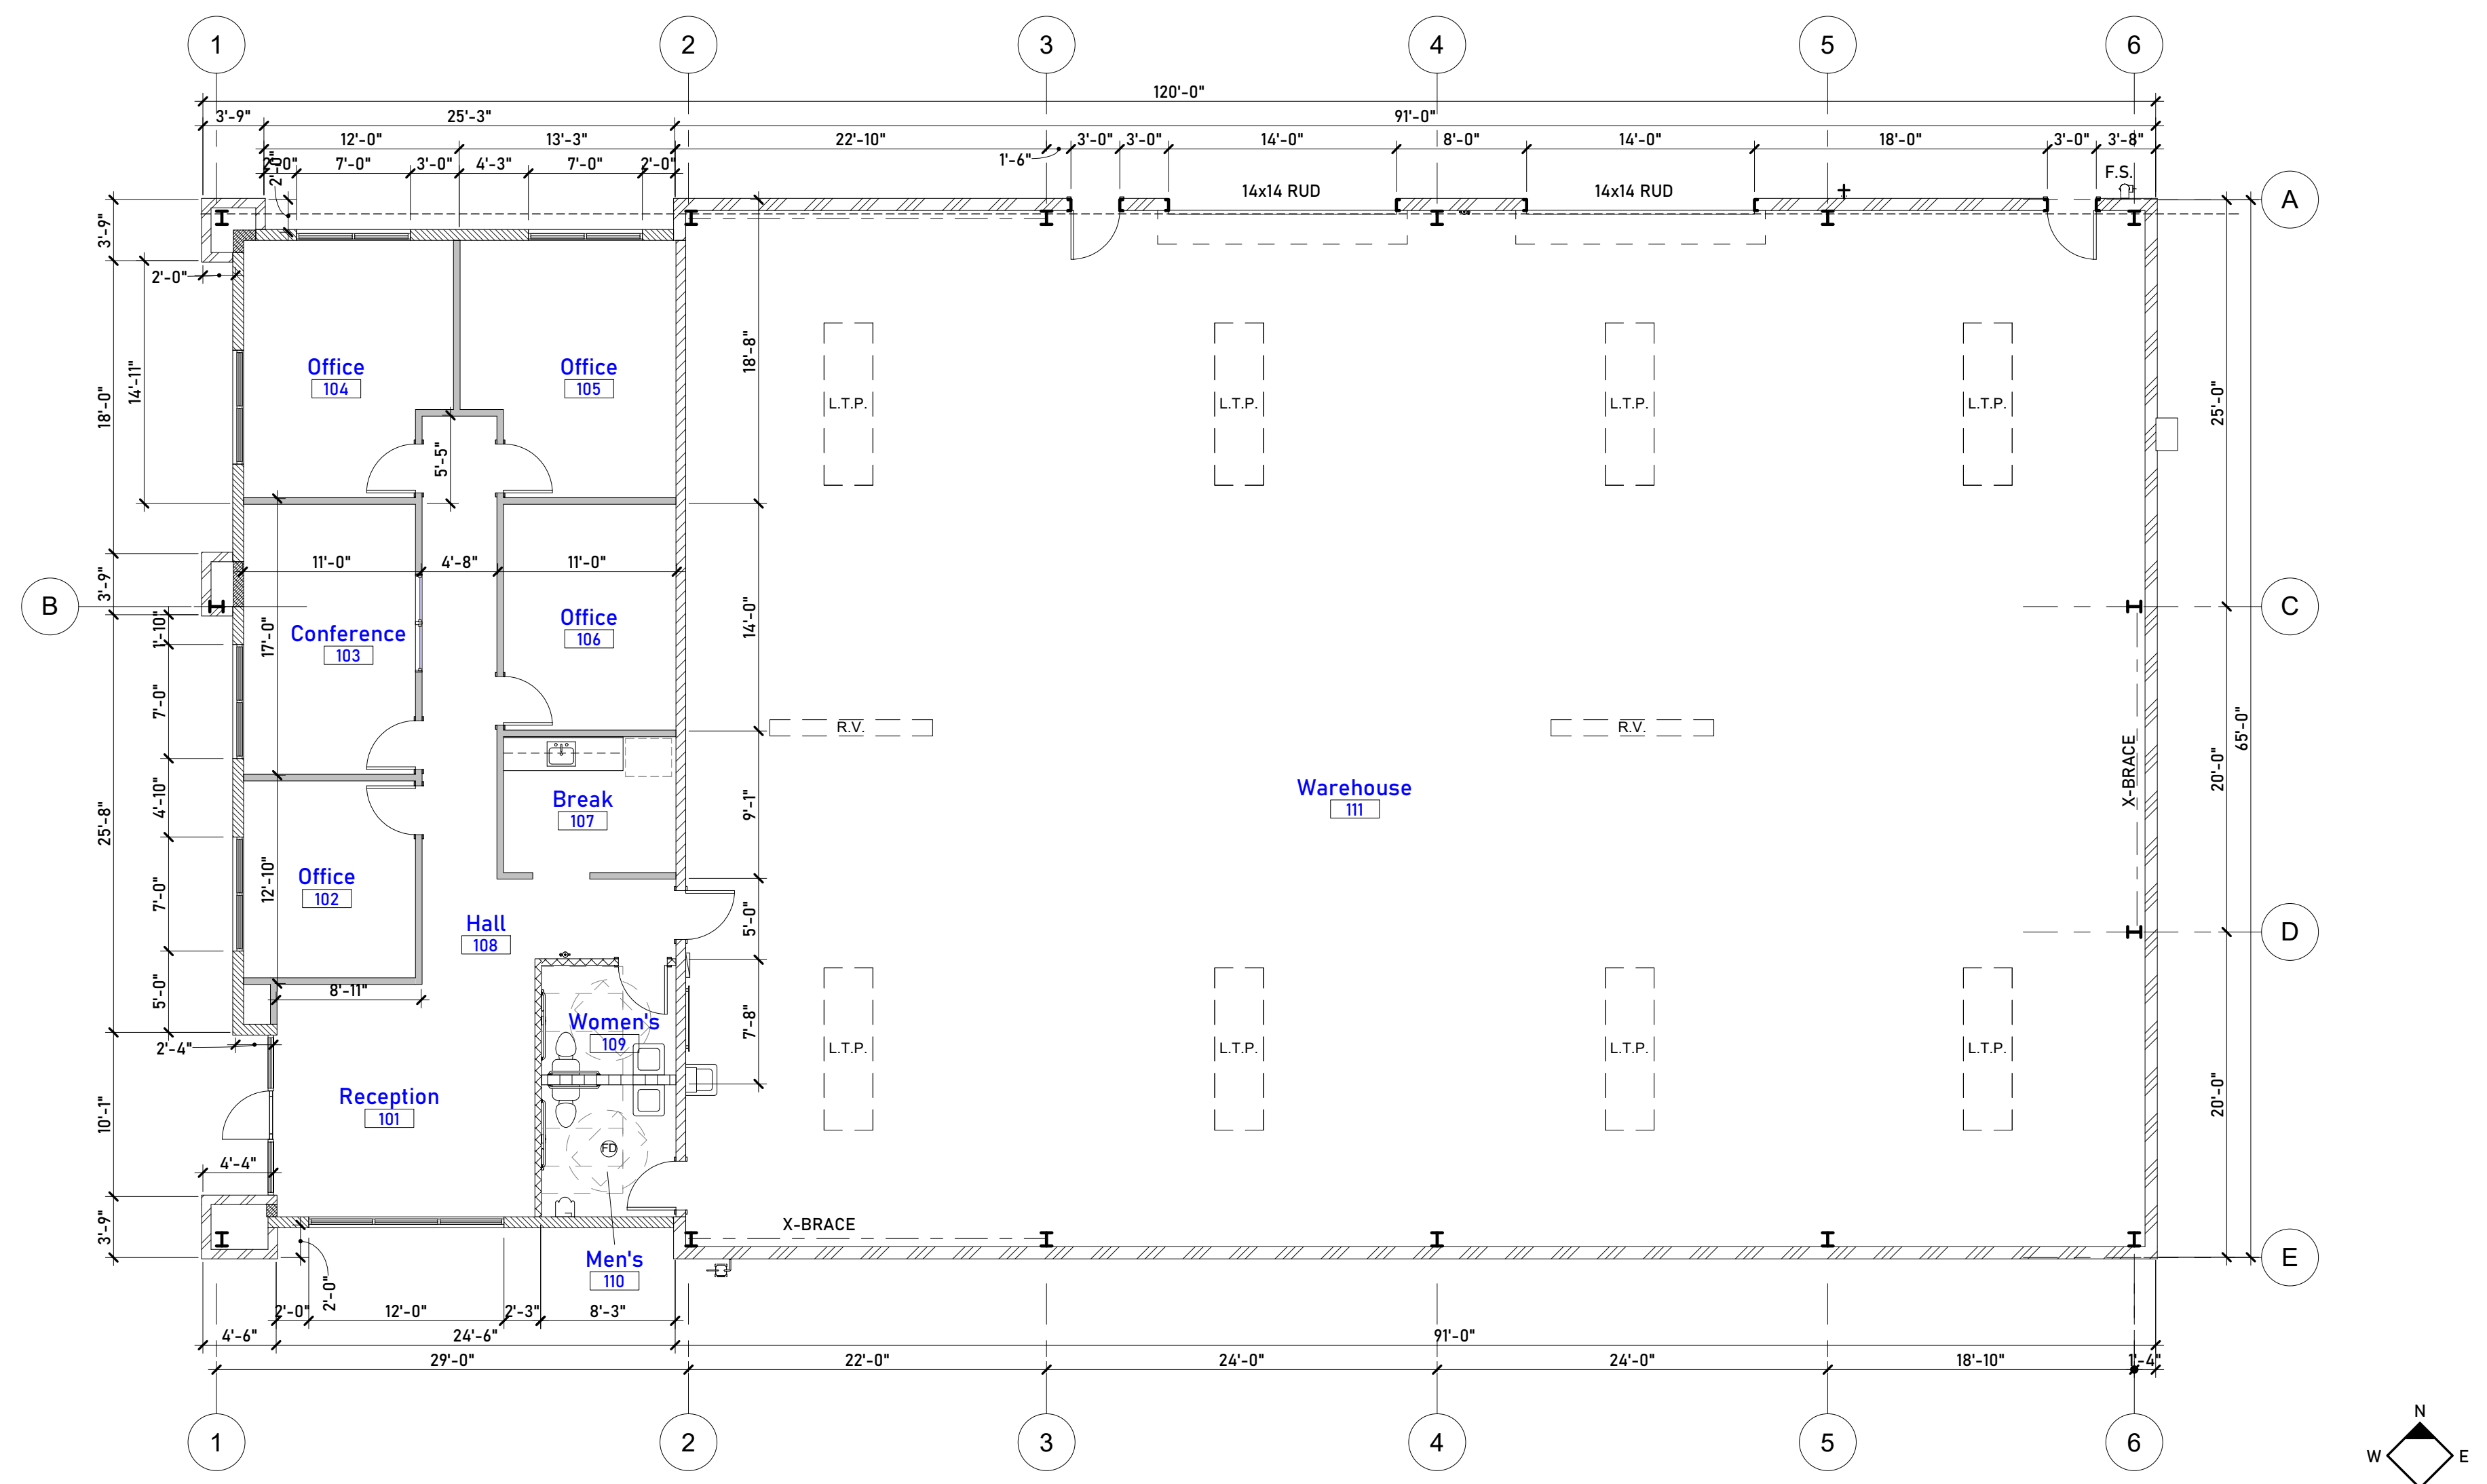 1 2 3 4 5 6
120'-0"
3'-9" 25'-3" 91'-0"
12'-0" 13'-3" 22'-10" 1'-6" 3'-0" 3'-0" 14'-0" 8'-0" 14'-0" 18'-0" 3'-0" 3'-8"
2'-0" 7'-0" 3'-0" 4'-3" 7'-0" 2'-0"
2'-0"
F.S.
14x14 RUD 14x14 RUD
A
3'-9"
2'-0"
18'-0" 14'-11"
Office
104
Office
105
18'-8"
L.T.P. L.T.P. L.T.P. L.T.P.
25'-0"
5'-5"
11'-0" 4'-8" 11'-0"
3'-9"
B
C
1'-10"
17'-0"
Conference
103
Office
106
14'-0"
7'-0"
R.V. R.V.
X-BRACE
20'-0"
65'-0"
4'-10"
25'-8"
Break
107
9'-1"
Warehouse
111
7'-0"
12'-10"
Office
102
Hall
108
5'-0"
D
5'-0"
8'-11"
2'-4"
Women's
109
7'-8"
L.T.P. L.T.P. L.T.P. L.T.P.
20'-0"
10'-1"
Reception
101
FD
4'-4"
3'-9"
X-BRACE
Men's
110
E
2'-0"
2'-0" 12'-0" 2'-3" 8'-3"
4'-6" 24'-6" 91'-0"
29'-0" 22'-0" 24'-0" 24'-0" 18'-10" 1'-4"
1 2 3 4 5 6
N
W E